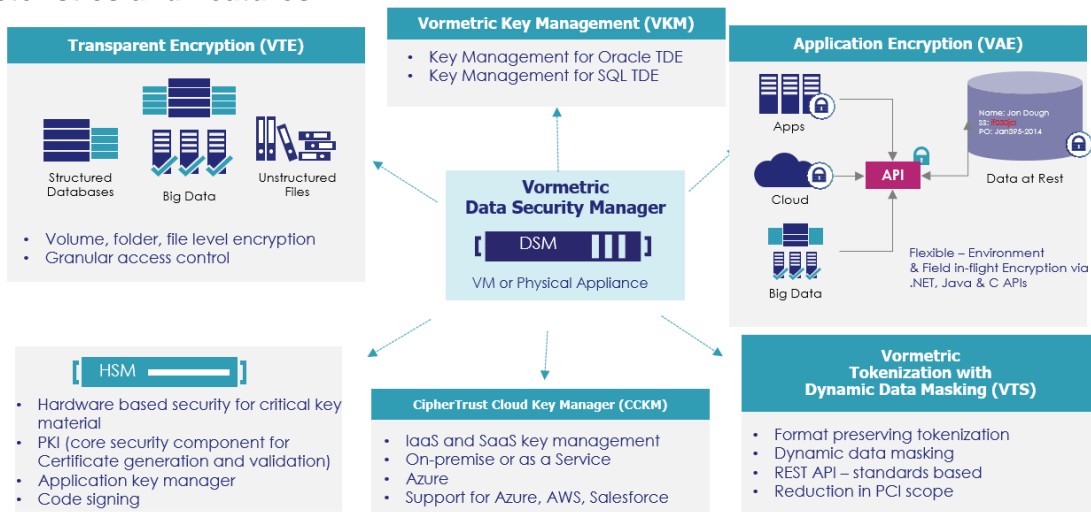 Vormetric Key Management (VKM)
• Key Management for Oracle TDE
• Key Management for SQL TDE
Transparent Encryption (VTE)
Structured
Databases
Big Data
Unstructured
Files
• Volume, folder, file level encryption
• Granular access control
Application Encryption (VAE)
Apps
Cloud
Big Data
API
Name: Jon Dough
SS:
PO: Jan395-2014
Data at Rest
Flexible – Environment
& Field in-flight Encryption via
.NET, Java & C APIs
Vormetric
Data Security Manager
DSM
VM or Physical Appliance
HSM
• Hardware based security for critical key
material
• PKI (core security component for
Certificate generation and validation)
• Application key manager
• Code signing
CipherTrust Cloud Key Manager (CCKM)
• IaaS and SaaS key management
• On-premise or as a Service
• Azure
• Support for Azure, AWS, Salesforce
Vormetric
Tokenization with
Dynamic Data Masking (VTS)
• Format preserving tokenization
• Dynamic data masking
• REST API – standards based
• Reduction in PCI scope